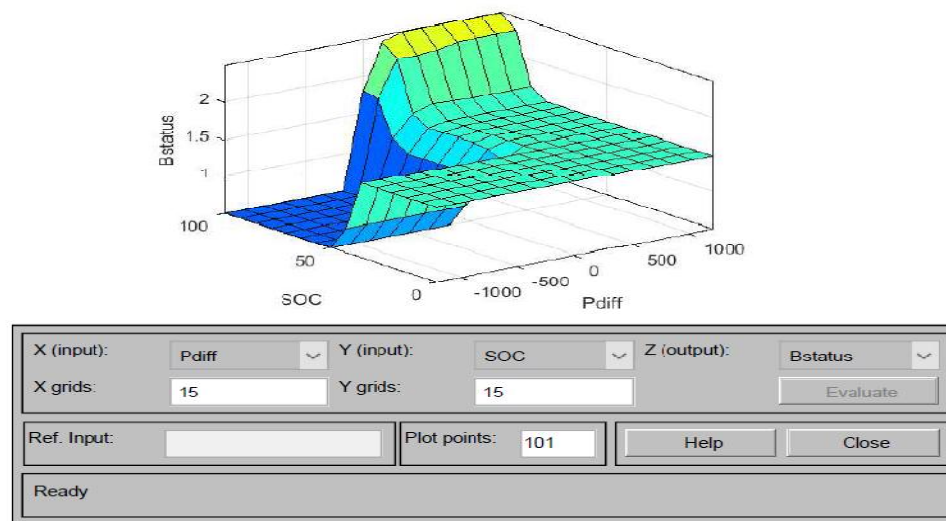 2
1.5
1
Bstatus
100
50
0
SOC
-1000
-500
0
500
1000
Pdiff
X (input): Pdiff Y (input): SOC Z (output): Bstatus
X grids: 15 Y grids: 15 Evaluate
Ref. Input: Plot points: 101 Help Close
Ready